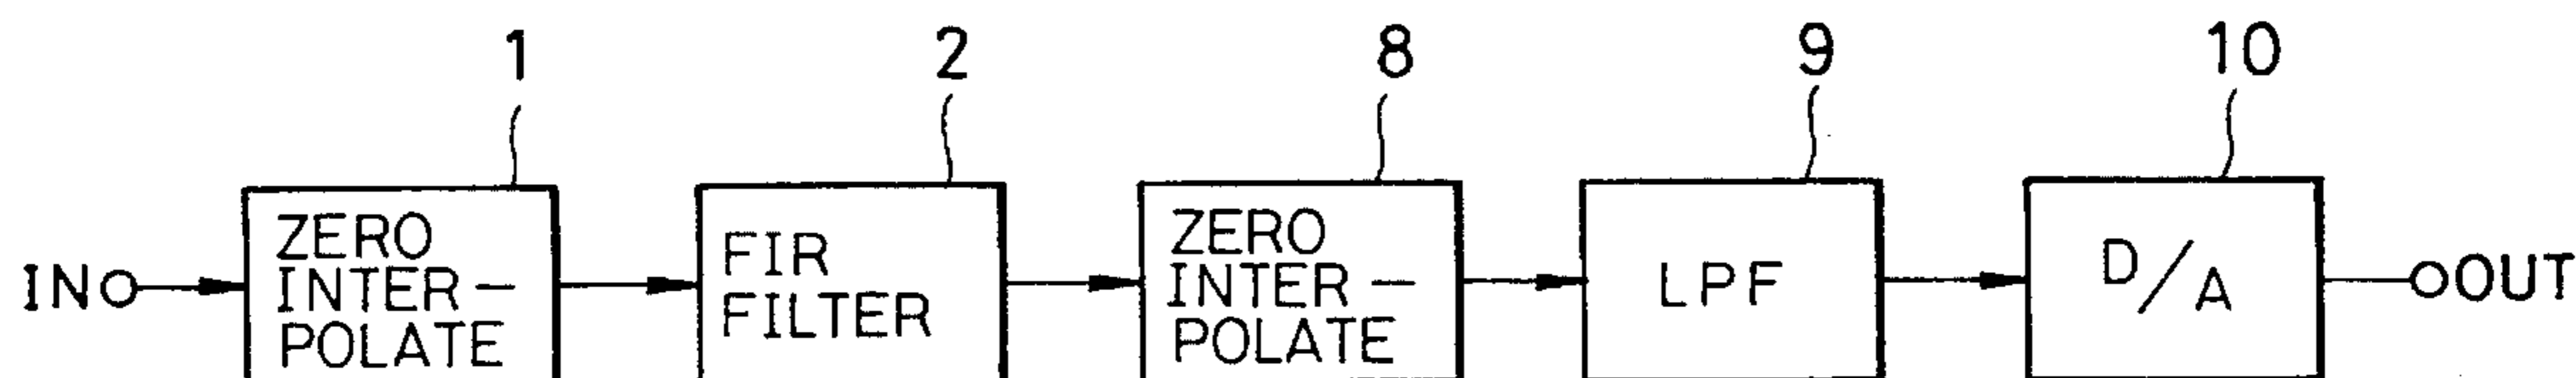 1
2
8
9
10
IN
ZERO
INTER-
POLATE
FIR
FILTER
ZERO
INTER-
POLATE
LPF
D/A
OUT